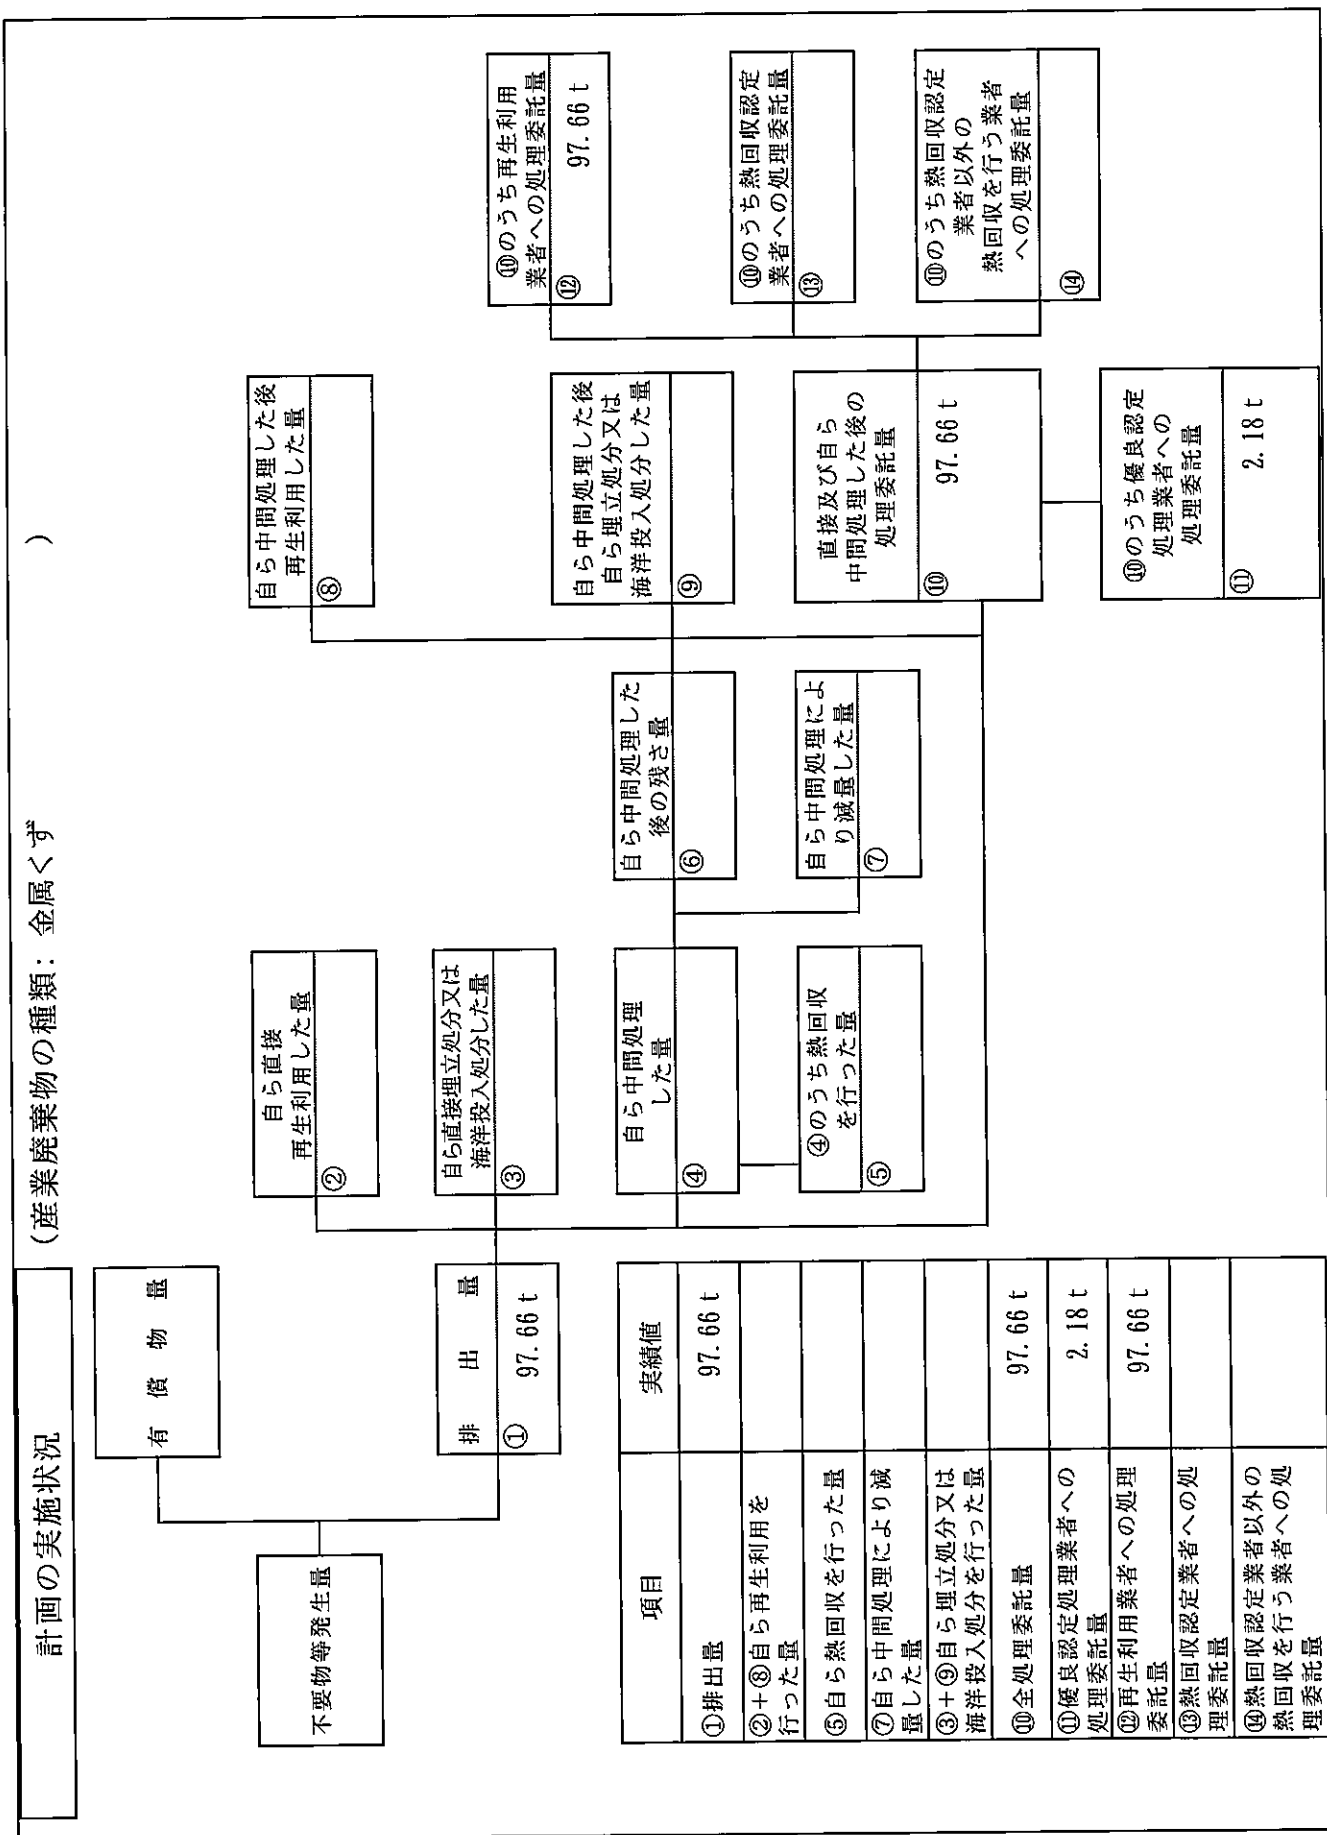 計画の実施状況
(産業廃棄物の種類：金属くず　　　　　)
不要物等発生量
有償物量
排出量
① 97.66 t
自ら直接
再生利用した量
②
自ら直接埋立処分又は
海洋投入処分した量
③
自ら中間処理
した量
④
④のうち熱回収
を行った量
⑤
自ら中間処理した
後の残さ量
⑥
自ら中間処理によ
り減量した量
⑦
自ら中間処理した後
再生利用した量
⑧
自ら中間処理した後
自ら埋立処分又は
海洋投入処分した量
⑨
直接及び自ら
中間処理した後の
処理委託量
⑩ 97.66 t
⑩のうち優良認定
処理業者への
処理委託量
⑪ 2.18 t
⑩のうち再生利用
業者への処理委託量
⑫ 97.66 t
⑩のうち熱回収認定
業者への処理委託量
⑬
⑩のうち熱回収認定
業者以外の
熱回収を行う業者
への処理委託量
⑭
項目 実績値
①排出量 97.66 t
②+⑧自ら再生利用を
行った量
⑤自ら熱回収を行った量
⑦自ら中間処理により減
量した量
③+⑨自ら埋立処分又は
海洋投入処分を行った量
⑩全処理委託量 97.66 t
⑪優良認定処理業者への
処理委託量 2.18 t
⑫再生利用業者への処理
委託量 97.66 t
⑬熱回収認定業者への処
理委託量
⑭熱回収認定業者以外の
熱回収を行う業者への処
理委託量